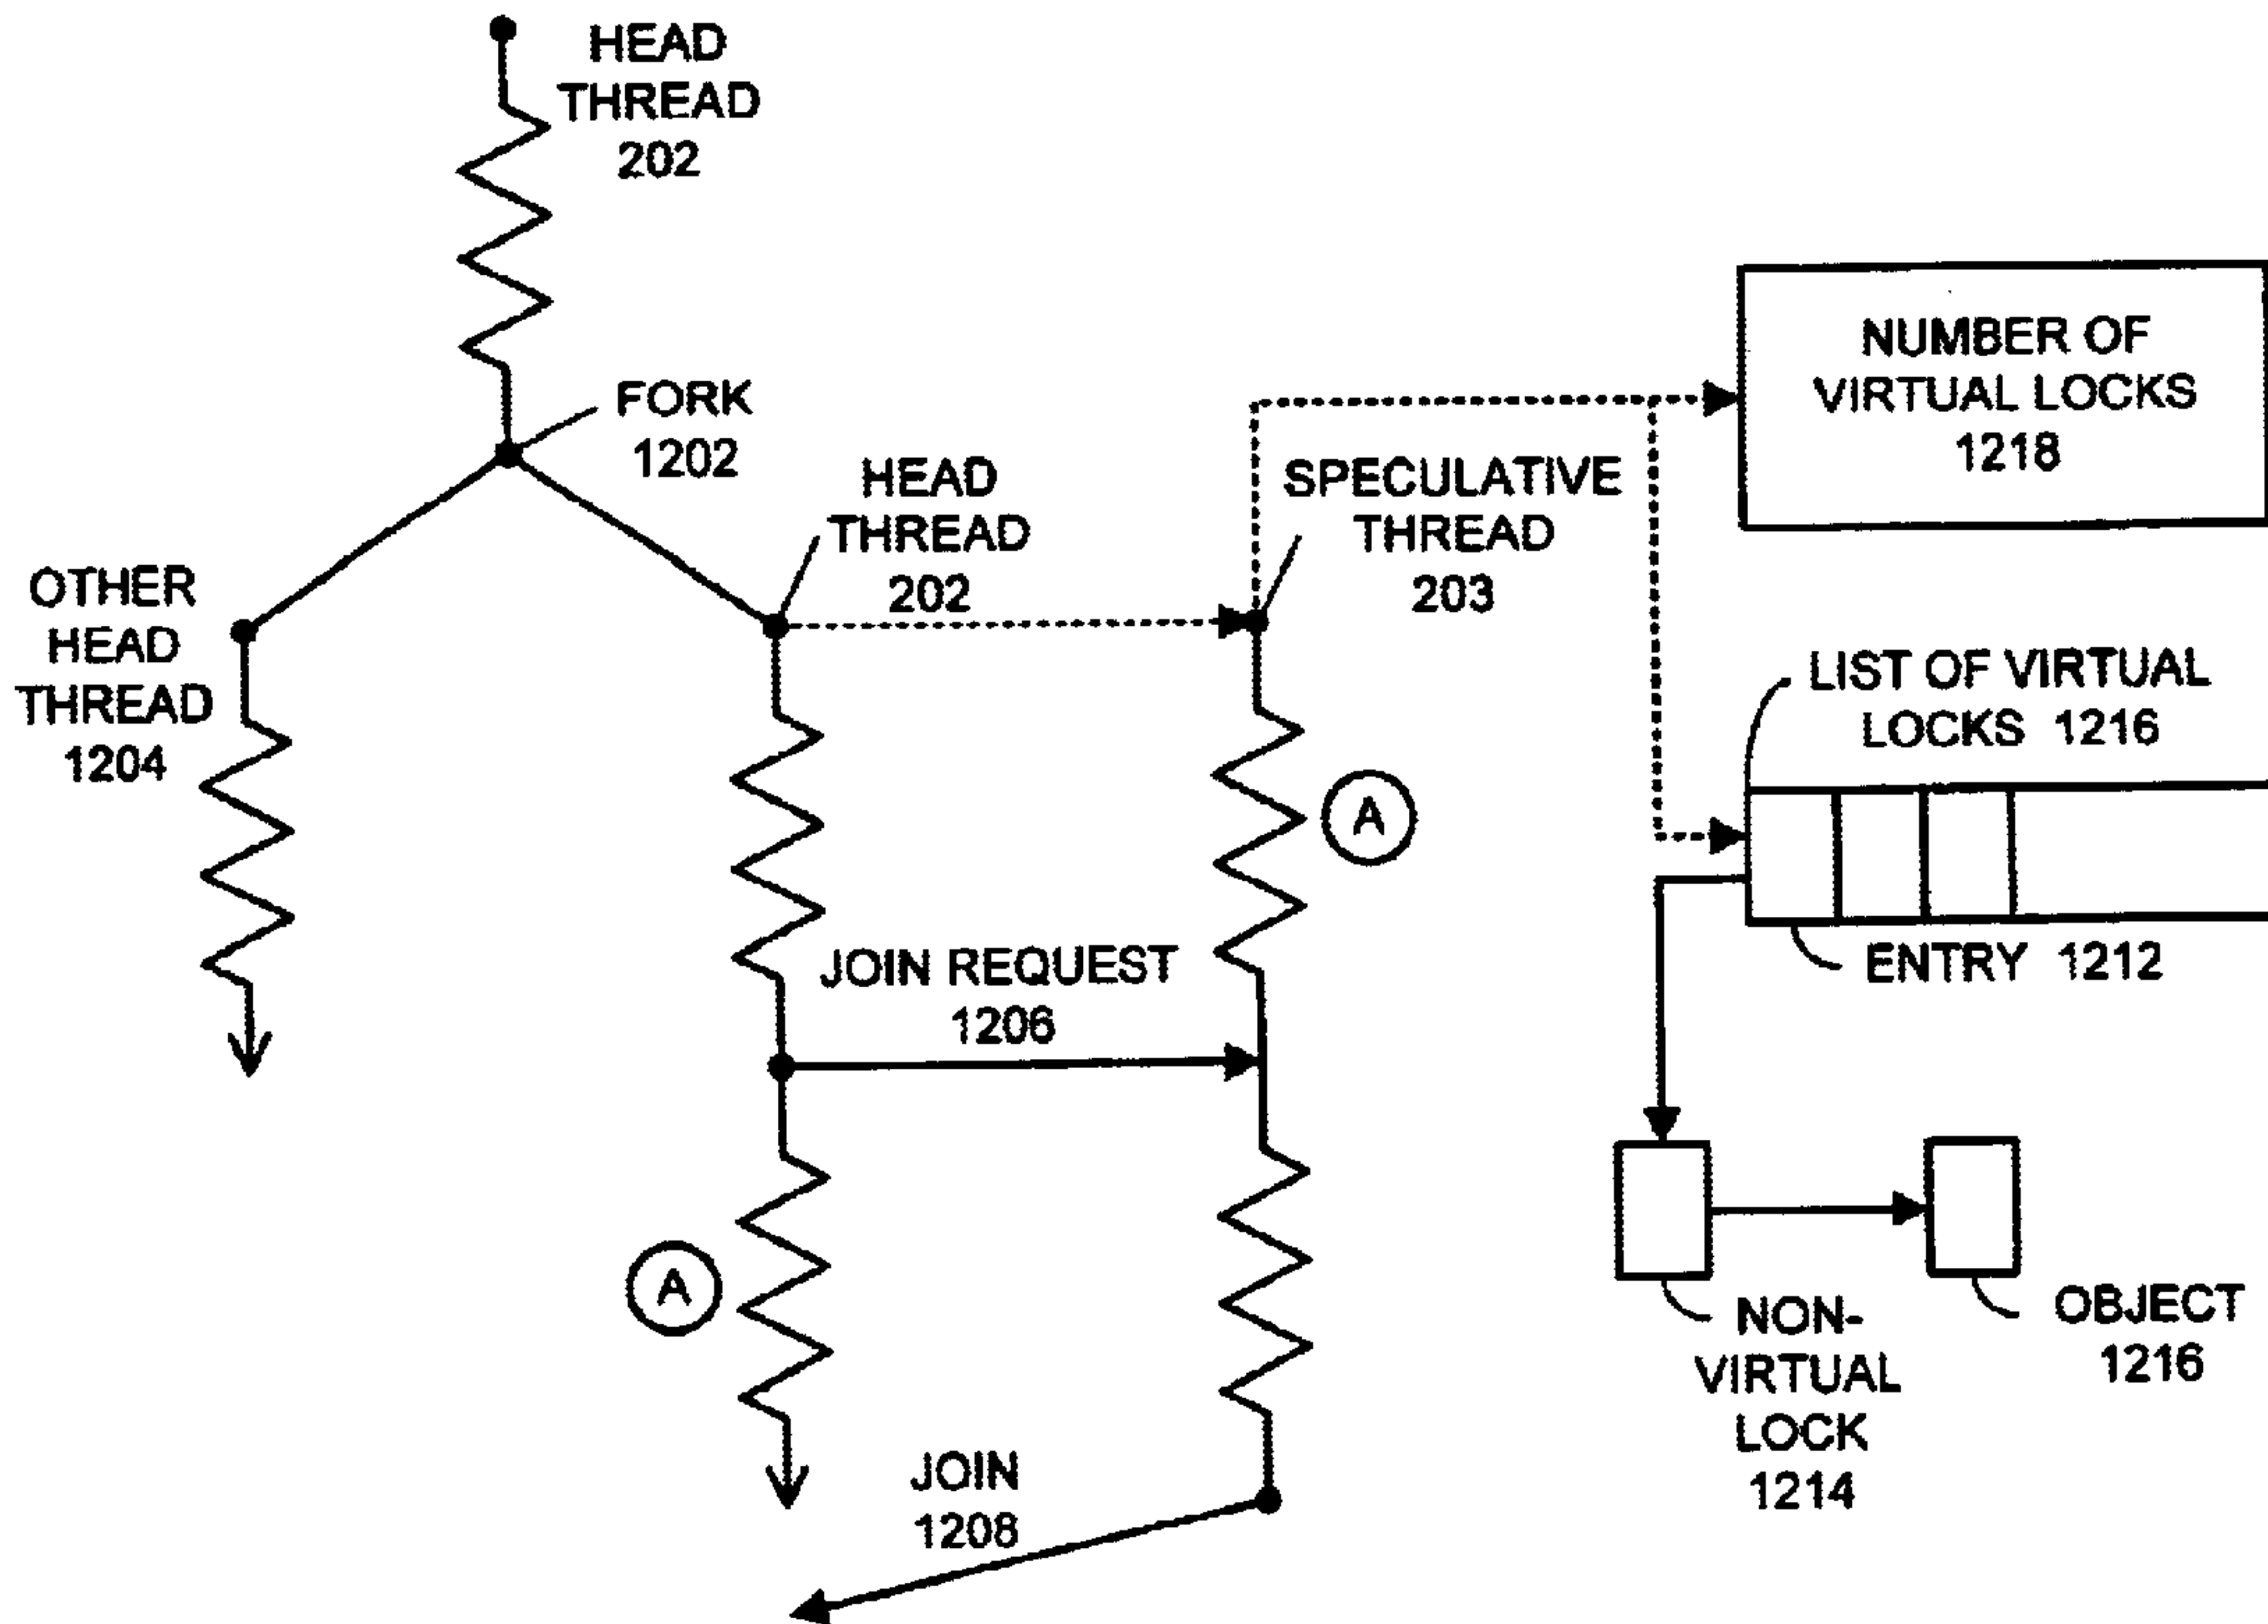 HEAD
THREAD
202
FORK
1202
NUMBER OF
VIRTUAL LOCKS
1218
HEAD
THREAD
202
SPECULATIVE
THREAD
203
OTHER
HEAD
THREAD
1204
LIST OF VIRTUAL
LOCKS 1216
A
ENTRY 1212
JOIN REQUEST
1206
A
NON-
VIRTUAL
LOCK
1214
OBJECT
1216
JOIN
1208